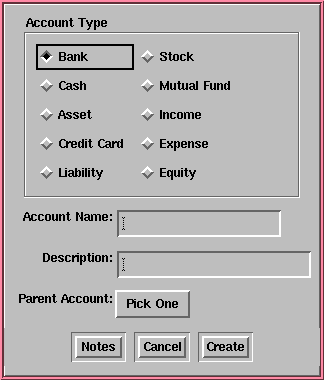 Account Type
Bank
Stock
Cash
Mutual Fund
Asset
Income
Credit Card
Expense
Liability
Equity
Account Name:
Description:
Parent Account: Pick One
Notes Cancel Create